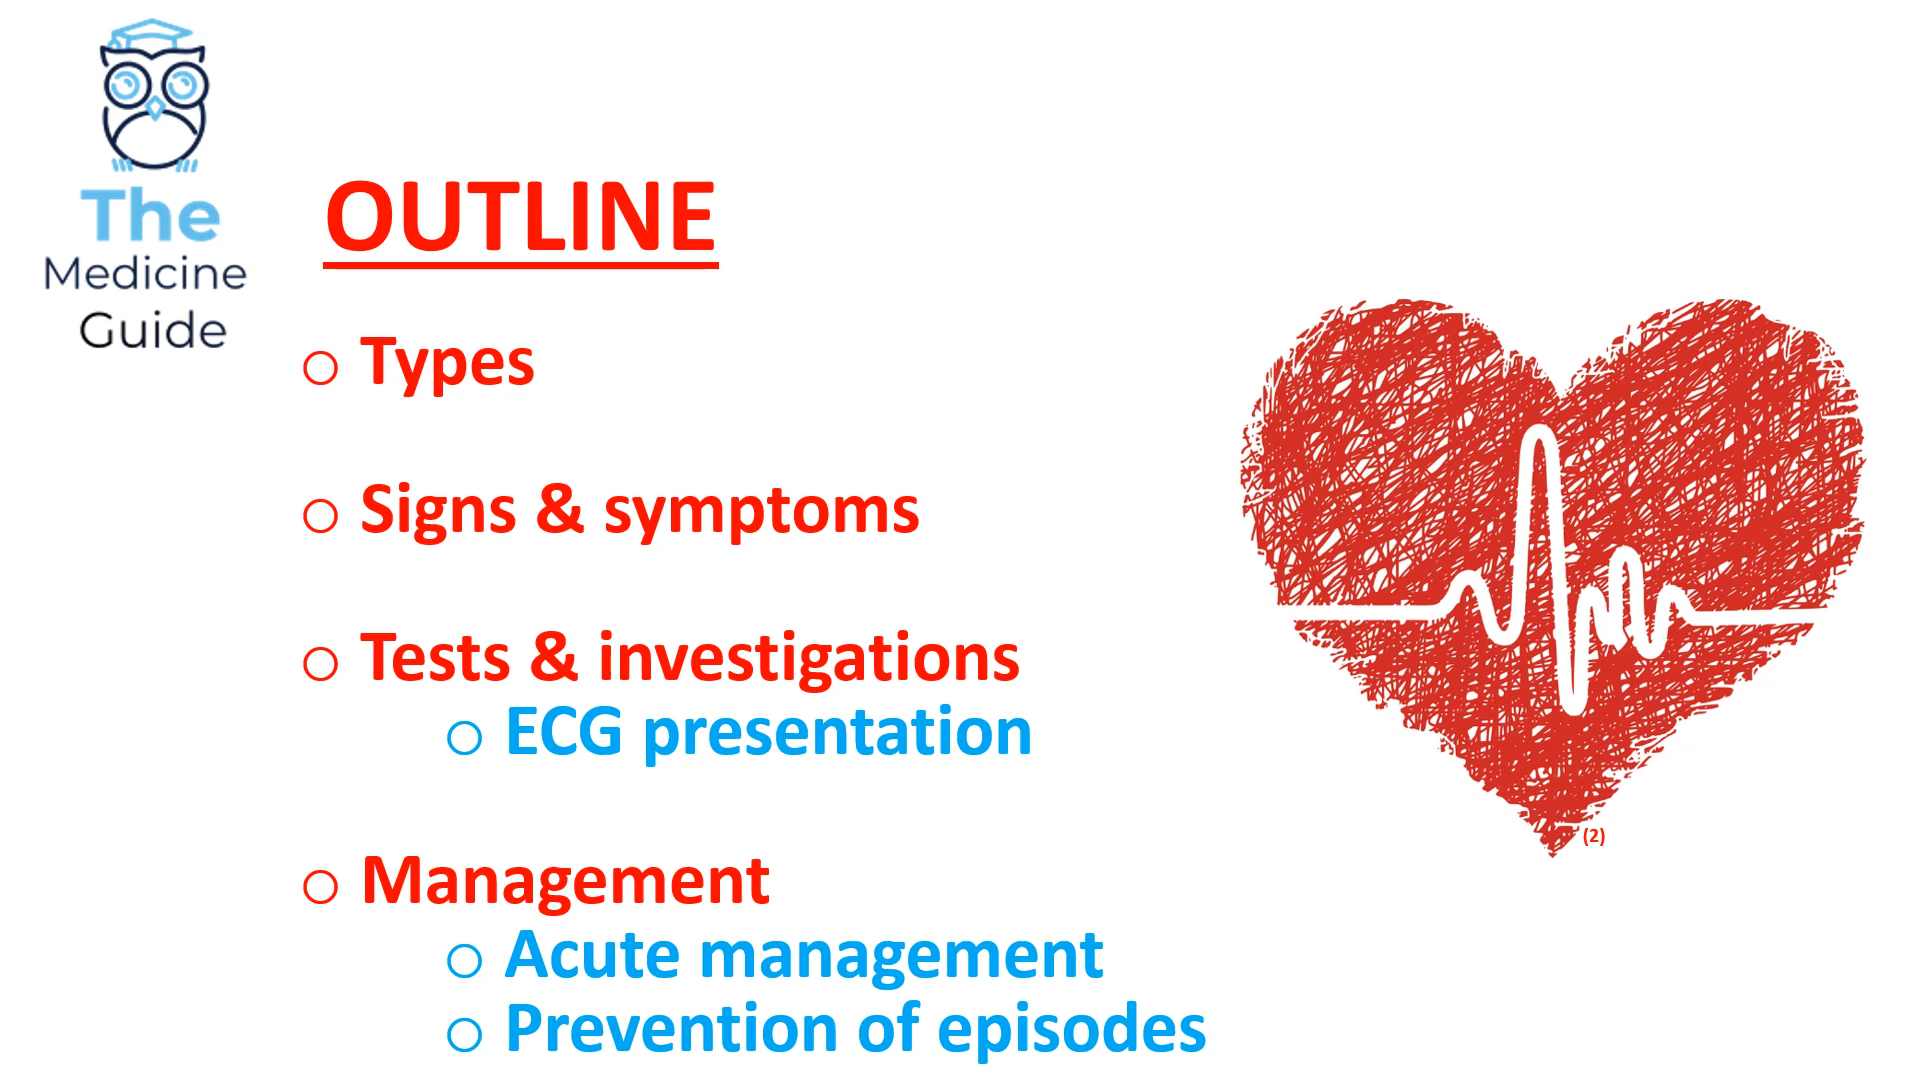 The
Medicine
Guide
OUTLINE
Types
Signs & symptoms
Tests & investigations
ECG presentation
Management
Acute management
Prevention of episodes
(2)